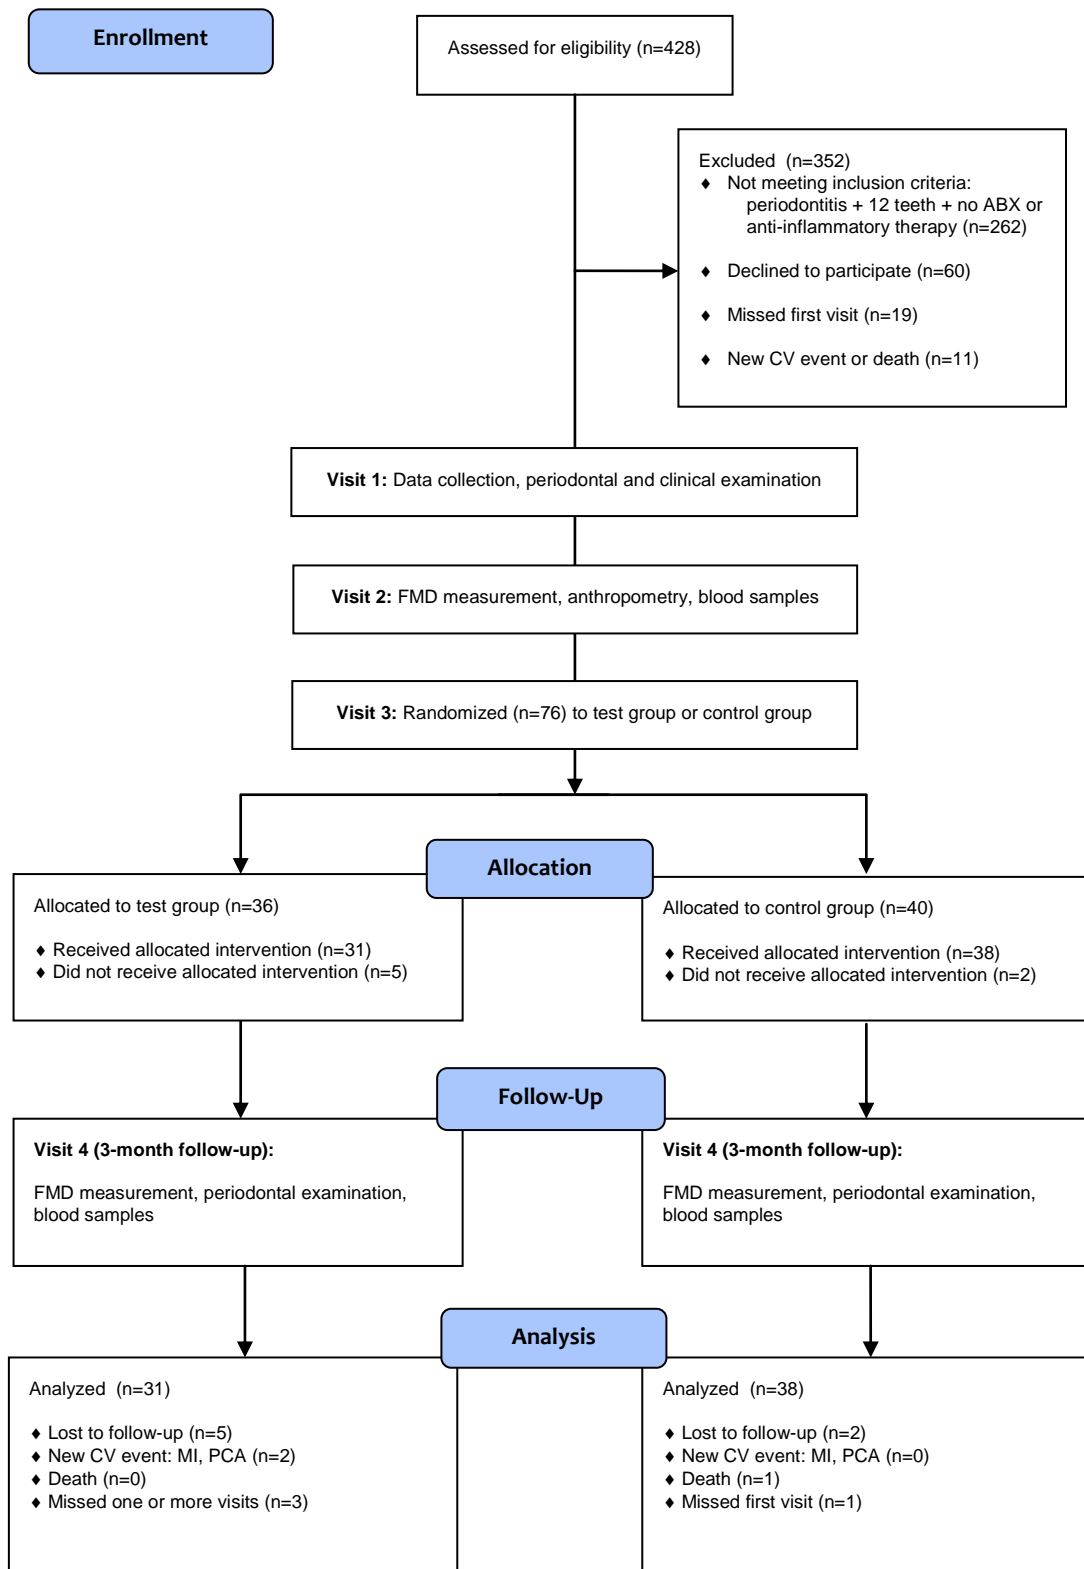 Enrollment
Assessed for eligibility (n=428)
Excluded (n=352)
♦ Not meeting inclusion criteria:
periodontitis + 12 teeth + no ABX or
anti-inflammatory therapy (n=262)
♦ Declined to participate (n=60)
♦ Missed first visit (n=19)
♦ New CV event or death (n=11)
Visit 1: Data collection, periodontal and clinical examination
Visit 2: FMD measurement, anthropometry, blood samples
Visit 3: Randomized (n=76) to test group or control group
Allocation
Allocated to test group (n=36)
♦ Received allocated intervention (n=31)
♦ Did not receive allocated intervention (n=5)
Allocated to control group (n=40)
♦ Received allocated intervention (n=38)
♦ Did not receive allocated intervention (n=2)
Follow-Up
Visit 4 (3-month follow-up):
FMD measurement, periodontal examination,
blood samples
Visit 4 (3-month follow-up):
FMD measurement, periodontal examination,
blood samples
Analysis
Analyzed (n=31)
♦ Lost to follow-up (n=5)
♦ New CV event: MI, PCA (n=2)
♦ Death (n=0)
♦ Missed one or more visits (n=3)
Analyzed (n=38)
♦ Lost to follow-up (n=2)
♦ New CV event: MI, PCA (n=0)
♦ Death (n=1)
♦ Missed first visit (n=1)